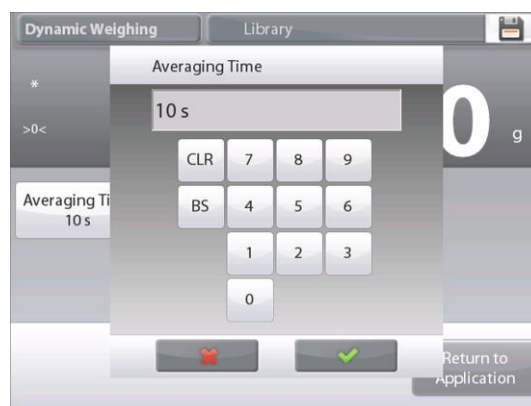 Dynamic Weighing
Library
Averaging Time
*
>0<
10 s
0
g
CLR 7 8 9
Averaging Ti
10 s
BS 4 5 6
1 2 3
0
Return to
Application